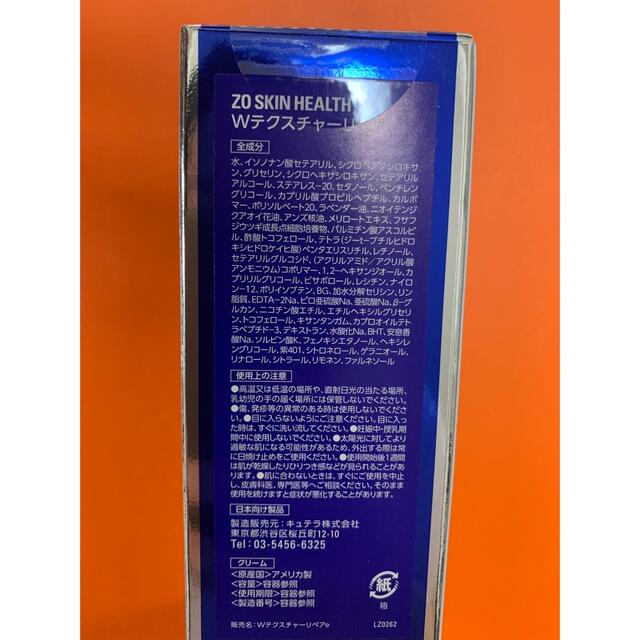 ZO SKIN HEALTH
Wテクスチャーリペア
全成分
水、イソノナン酸セテアリル、シクロペンタシロキサ
ン、グリセリン、シクロヘキサシロキサン、セテアリル
アルコール、ステアレス-20、セタノール、ペンチレン
グリコール、カプリル酸プロピルヘプチル、カルボ
マー、ポリソルベート20、ラベンダー油、ニオイテンジ
クアオイ花油、アンズ核油、メリロートエキス、フサフ
ジウツギ成長点細胞培養物、パルミチン酸アスコルビ
ル、酢酸トコフェロール、テトラ(ジ-t-ブチルヒドロ
キシヒドロケイヒ酸)ペンタエリスリチル、レチノール、
セテアリルグルコシド、(アクリルアミド/アクリル酸
アンモニウム)コポリマー、1,2-ヘキサンジオール、カ
プリリルグリコール、ビサボロール、レシチン、ナイロ
ン-12、ポリイソブテン、BG、加水分解セリシン、リン
脂質、EDTA-2Na、ピロ亜硫酸Na、亜硫酸Na、β-グ
ルカン、ニコチン酸エチル、エチルヘキシルグリセリ
ン、トコフェロール、キサンタンガム、カプロオイルテト
ラペプチド-3、デキストラン、水酸化Na、BHT、安息香
酸Na、ソルビン酸K、フェノキシエタノール、ヘキシレ
ングリコール、紫401、シトロネロール、ゲラニオール、
リナロール、シトラール、リモネン、ファルネソール
使用上の注意
●高温又は低温の場所や、直射日光の当たる場所、
乳幼児の手の届く場所には保管しないでください。
●傷、発疹等の異常のある時は使用しないでくださ
い。●目に入らないようにご注意ください。目に入っ
た時は、すぐに洗い流してください。●妊娠中・授乳期
間中に使用しないでください。●太陽光に対してより
過敏な肌になる可能性があるため、外出する際は常
に日焼け止めをご使用ください。●使用開始後1週間
は肌が乾燥したりひりつき感などが見られることがあり
ます。●肌に合わないときは、すぐにご使用を中止
し、皮膚科医、専門医等へご相談ください。そのまま
使用を続けますと症状が悪化することがあります。
日本向け製品
製造販売元:キュテラ株式会社
東京都渋谷区桜丘町12-10
Tel:03-5456-6325
クリーム
<原産国>アメリカ製
<容量>容器参照
<使用期限>容器参照
<製造番号>容器参照
紙
箱
販売名:WテクスチャーリペアeLZ0262